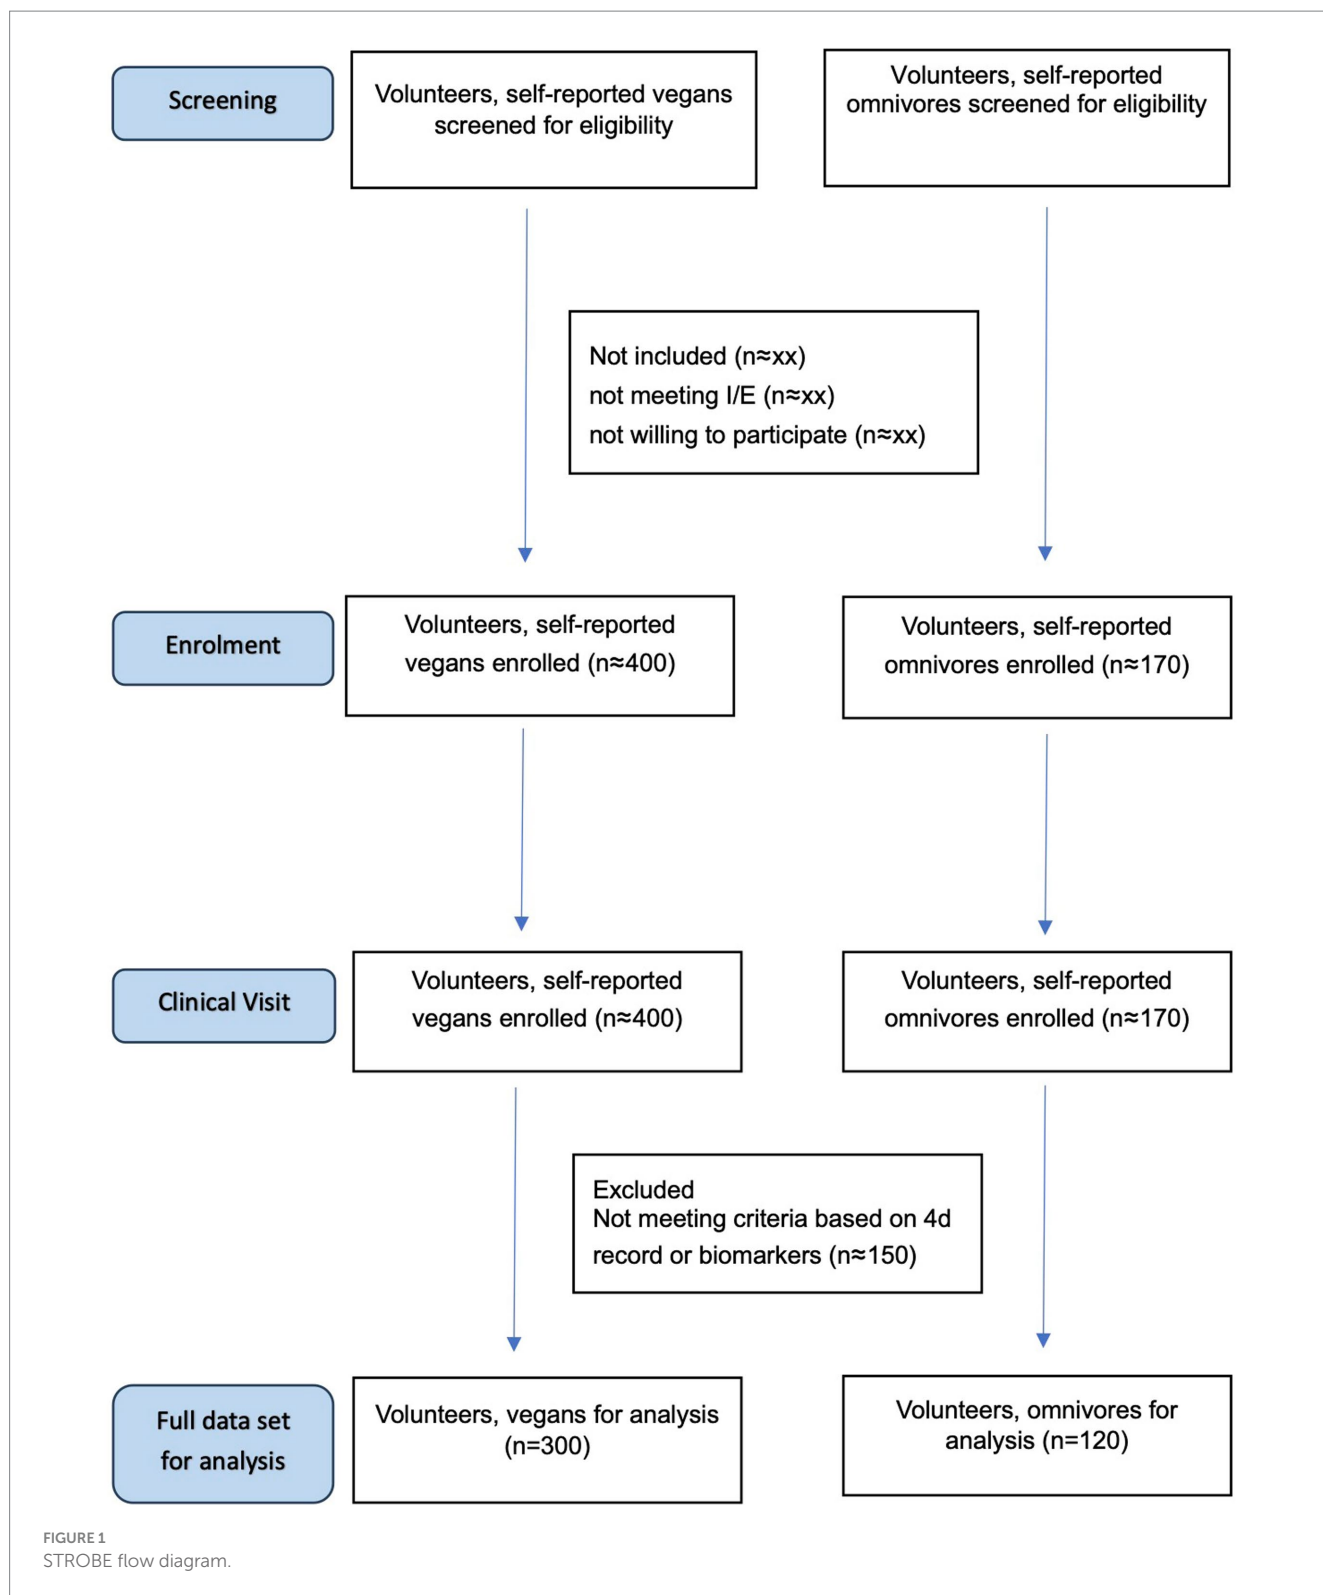 Screening
Volunteers, self-reported vegans
screened for eligibility
Volunteers, self-reported
omnivores screened for eligibility
Not included (n≈xx)
not meeting I/E (n≈xx)
not willing to participate (n≈xx)
Enrolment
Volunteers, self-reported
vegans enrolled (n≈400)
Volunteers, self-reported
omnivores enrolled (n≈170)
Clinical Visit
Volunteers, self-reported
vegans enrolled (n≈400)
Volunteers, self-reported
omnivores enrolled (n≈170)
Excluded
Not meeting criteria based on 4d
record or biomarkers (n≈150)
Full data set
for analysis
Volunteers, vegans for analysis
(n=300)
Volunteers, omnivores for
analysis (n=120)
FIGURE 1
STROBE flow diagram.